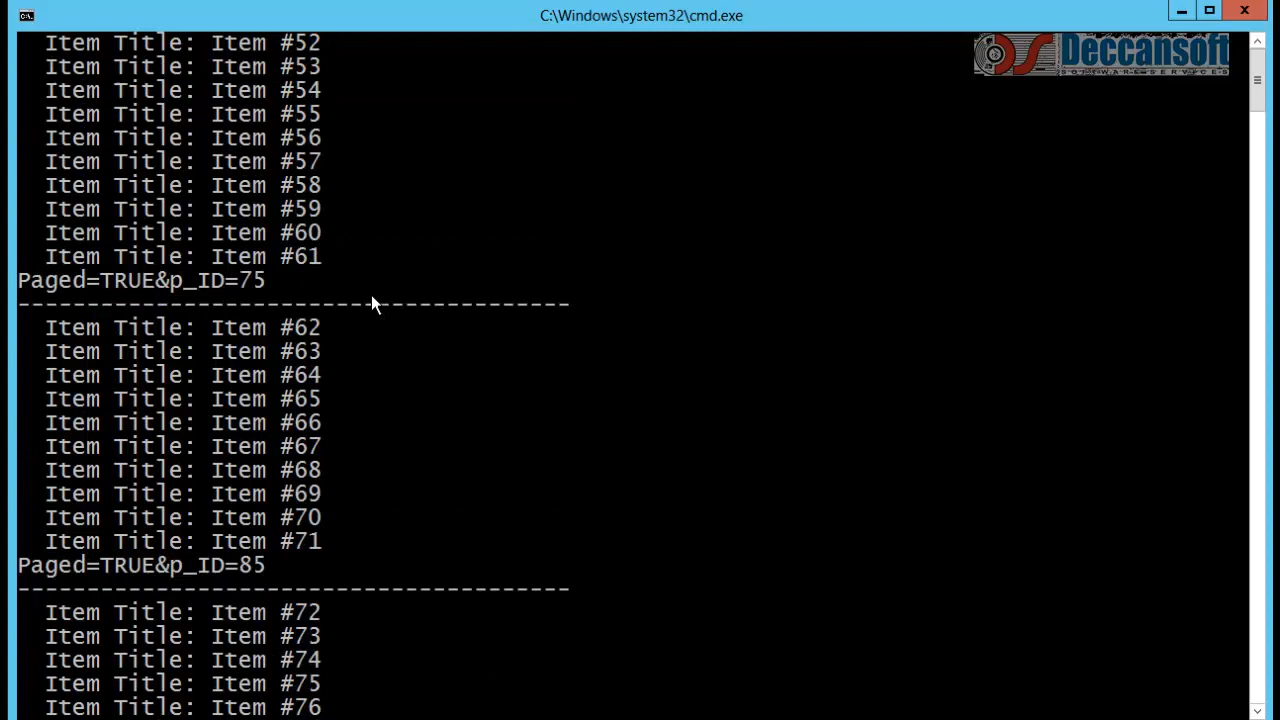 C:\Windows\system32\cmd.exe
Deccansoft
SOFTWARE SERVICES
Item Title: Item #52
Item Title: Item #53
Item Title: Item #54
Item Title: Item #55
Item Title: Item #56
Item Title: Item #57
Item Title: Item #58
Item Title: Item #59
Item Title: Item #60
Item Title: Item #61
Paged=TRUE&p_ID=75
----------------------------------------
Item Title: Item #62
Item Title: Item #63
Item Title: Item #64
Item Title: Item #65
Item Title: Item #66
Item Title: Item #67
Item Title: Item #68
Item Title: Item #69
Item Title: Item #70
Item Title: Item #71
Paged=TRUE&p_ID=85
----------------------------------------
Item Title: Item #72
Item Title: Item #73
Item Title: Item #74
Item Title: Item #75
Item Title: Item #76